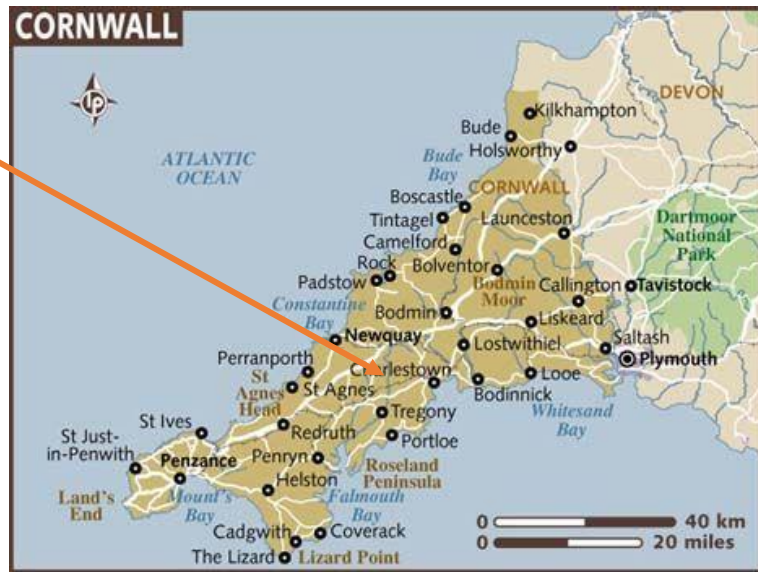 CORNWALL
lp
DEVON
Kilkhampton
Bude
Holsworthy
ATLANTIC
OCEAN
Bude
Bay
Boscastle
CORNWALL
Tintagel
Launceston
Dartmoor
National
Park
Camelford
Rock
Bolventor
Padstow
Bodmin
Moor
Callington
Tavistock
Constantine
Bay
Bodmin
Liskeard
Newquay
Lostwithiel
Saltash
Plymouth
Perranporth
Charlestown
St
Agnes
Head
St Agnes
Looe
Bodinnick
Whitesand
Bay
Tregony
St Ives
Redruth
Portloe
St Just-
in-Penwith
Penzance
Penryn
Roseland
Peninsula
Helston
Land's
End
Mount's
Bay
Falmouth
Bay
Cadgwith
Coverack
The Lizard
Lizard Point
0 40 km
0 20 miles